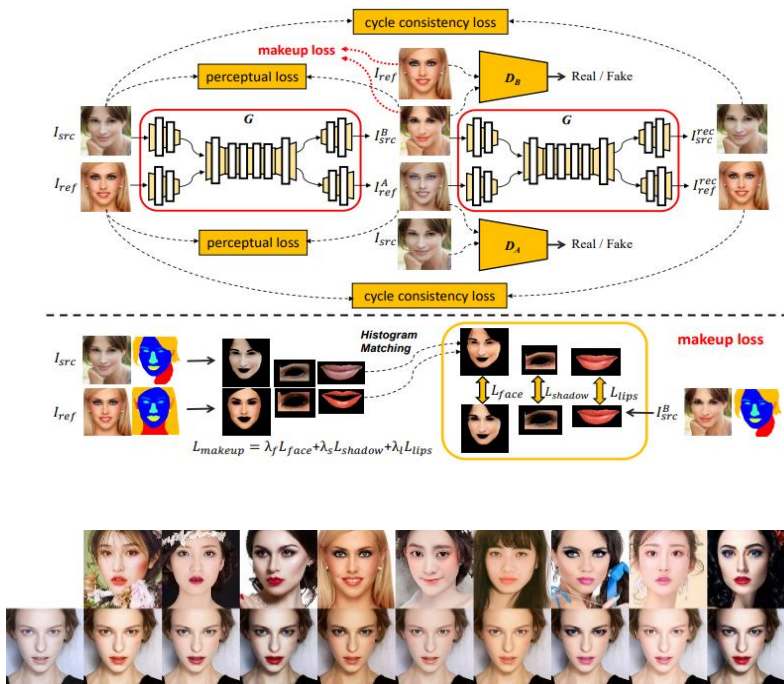 cycle consistency loss
makeup loss
I_ref
D_B
Real / Fake
perceptual loss
G
G
I_src
I_src^B
I_src^rec
I_ref
I_ref^A
I_ref^rec
perceptual loss
I_src
D_A
Real / Fake
cycle consistency loss
Histogram
Matching
makeup loss
I_src
L_face
L_shadow
L_lips
I_ref
I_src^B
L_makeup = λ_f L_face+λ_s L_shadow+λ_l L_lips